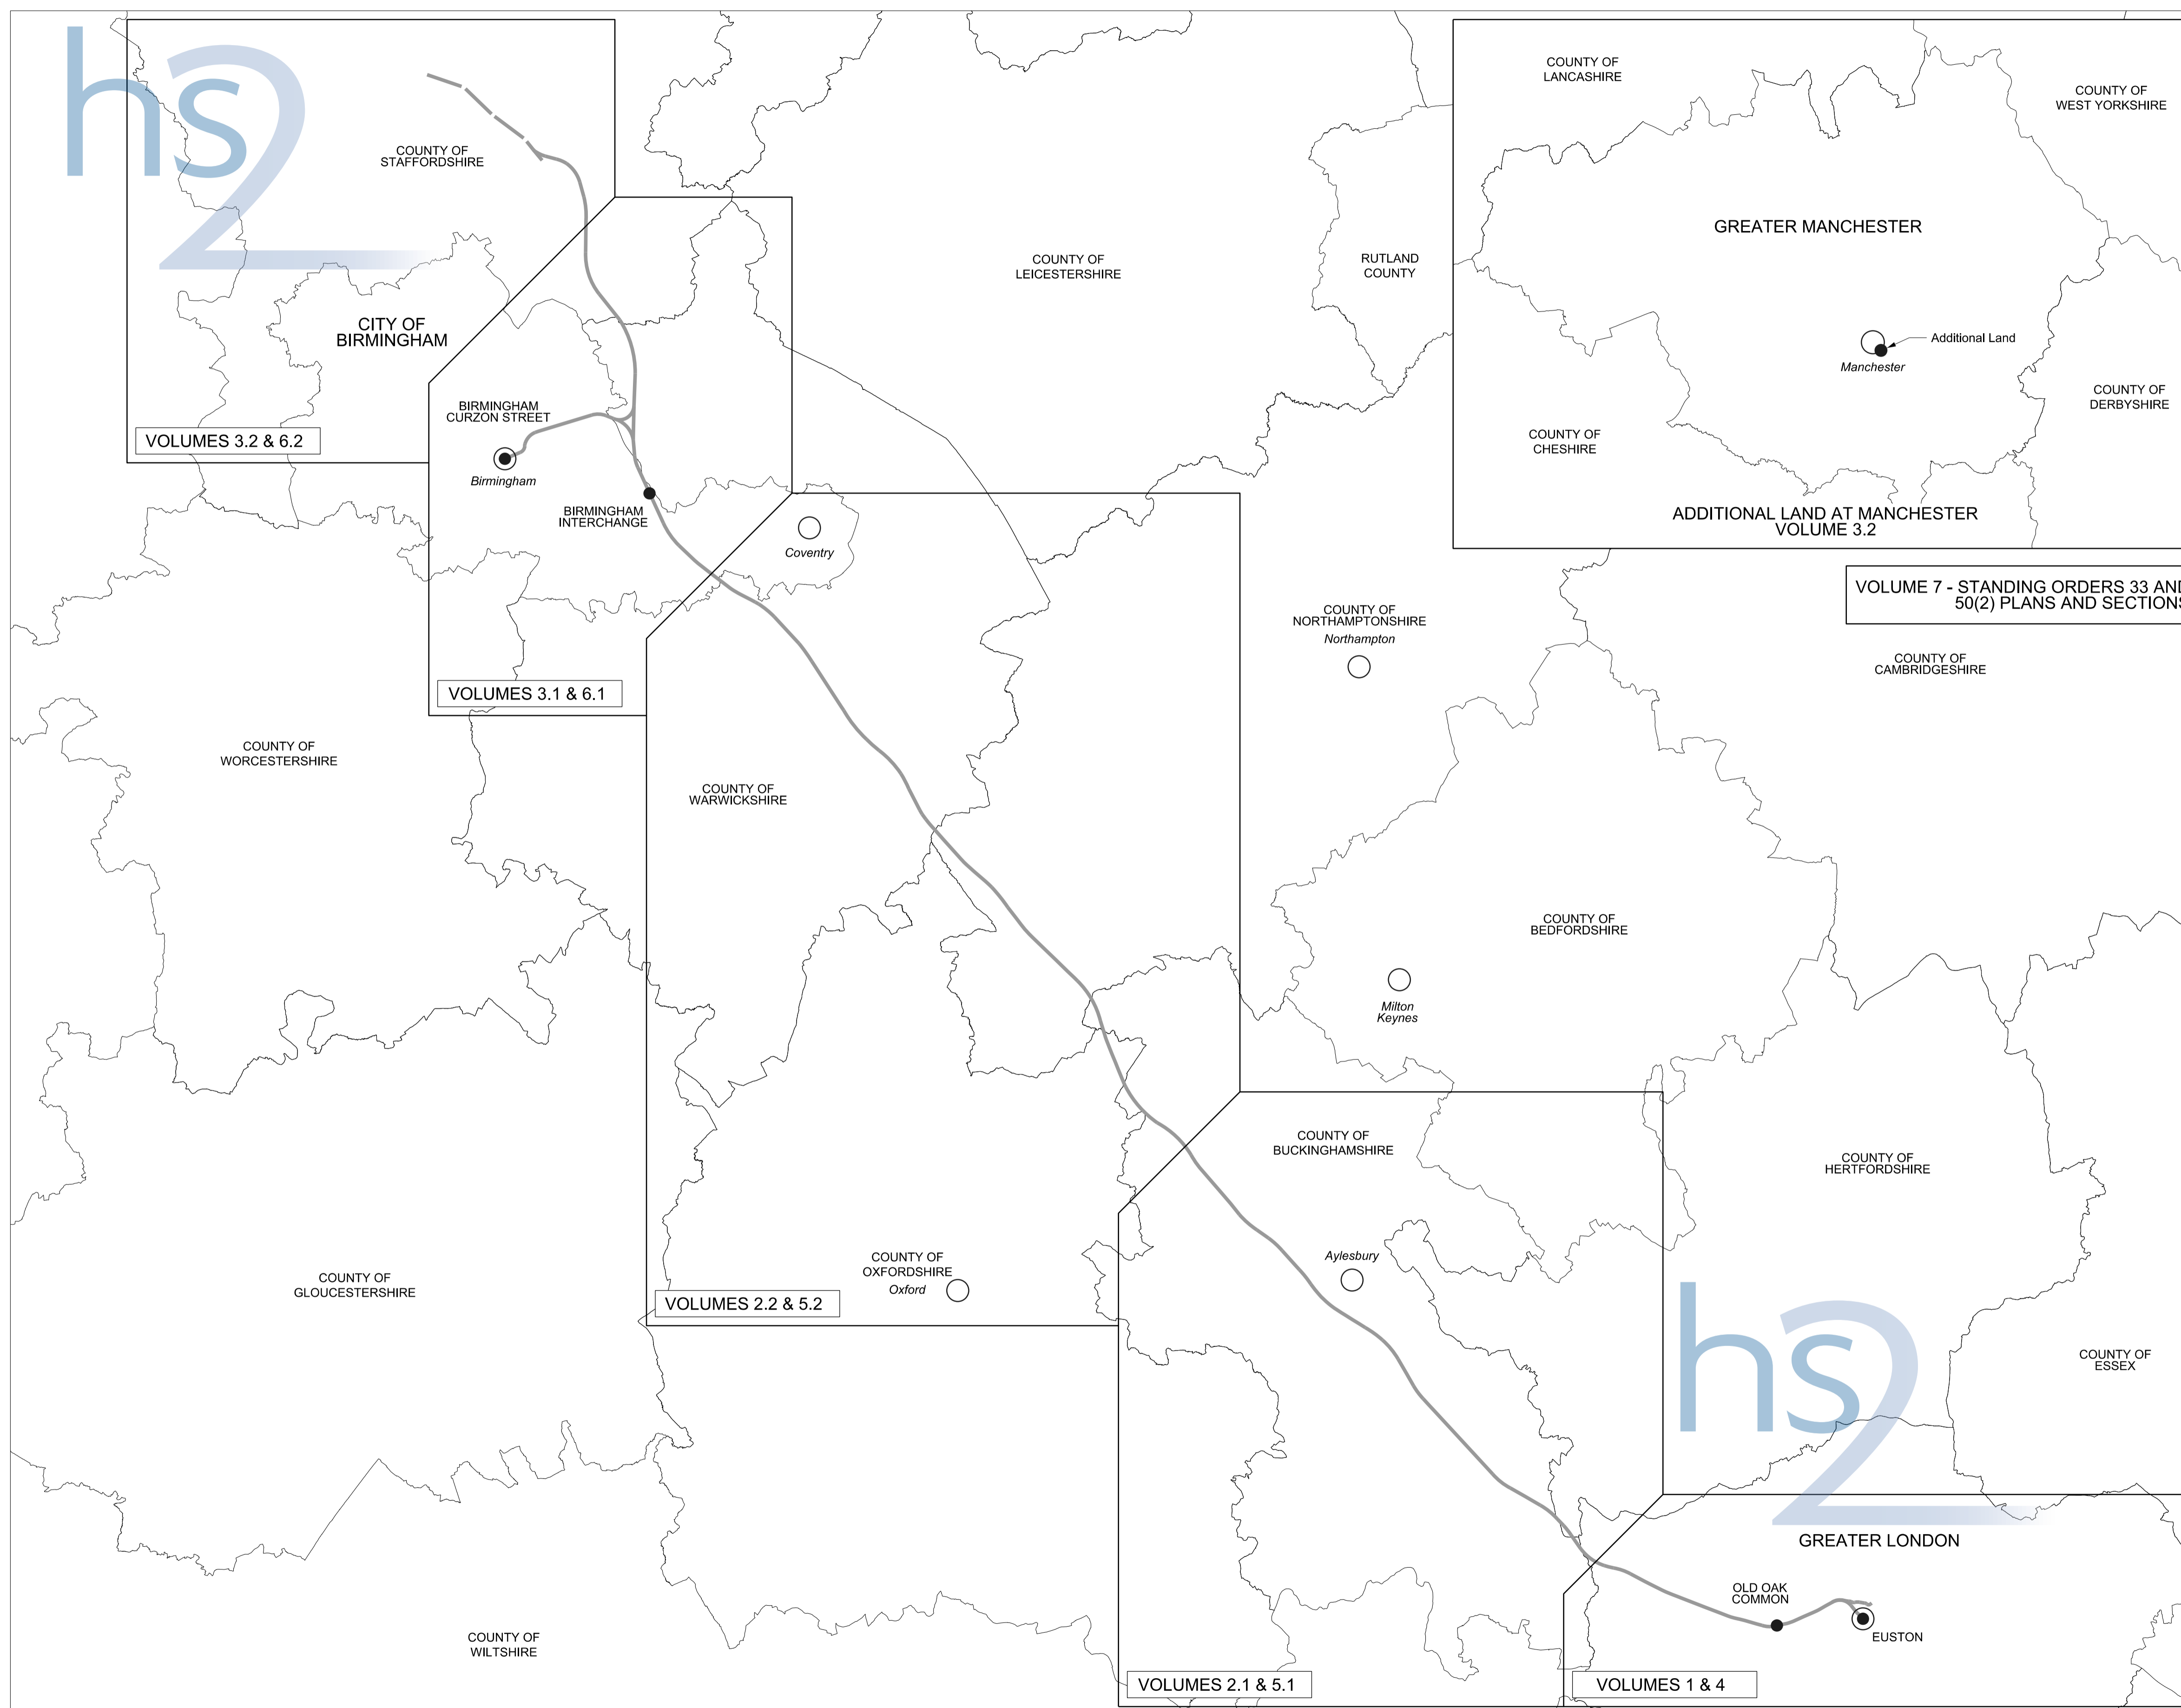 hs2
COUNTY OF
STAFFORDSHIRE
CITY OF
BIRMINGHAM
VOLUMES 3.2 & 6.2
BIRMINGHAM
CURZON STREET
Birmingham
BIRMINGHAM
INTERCHANGE
VOLUMES 3.1 & 6.1
COUNTY OF
LEICESTERSHIRE
RUTLAND
COUNTY
COUNTY OF
LANCASHIRE
COUNTY OF
WEST YORKSHIRE
GREATER MANCHESTER
Additional Land
Manchester
COUNTY OF
DERBYSHIRE
COUNTY OF
CHESHIRE
ADDITIONAL LAND AT MANCHESTER
VOLUME 3.2
VOLUME 7 - STANDING ORDERS 33 AND
50(2) PLANS AND SECTIONS
Coventry
COUNTY OF
NORTHAMPTONSHIRE
Northampton
COUNTY OF
CAMBRIDGESHIRE
COUNTY OF
WORCESTERSHIRE
COUNTY OF
WARWICKSHIRE
COUNTY OF
BEDFORDSHIRE
Milton
Keynes
COUNTY OF
BUCKINGHAMSHIRE
COUNTY OF
HERTFORDSHIRE
COUNTY OF
GLOUCESTERSHIRE
COUNTY OF
OXFORDSHIRE
Oxford
VOLUMES 2.2 & 5.2
Aylesbury
hs2
COUNTY OF
ESSEX
GREATER LONDON
OLD OAK
COMMON
EUSTON
COUNTY OF
WILTSHIRE
VOLUMES 2.1 & 5.1
VOLUMES 1 & 4